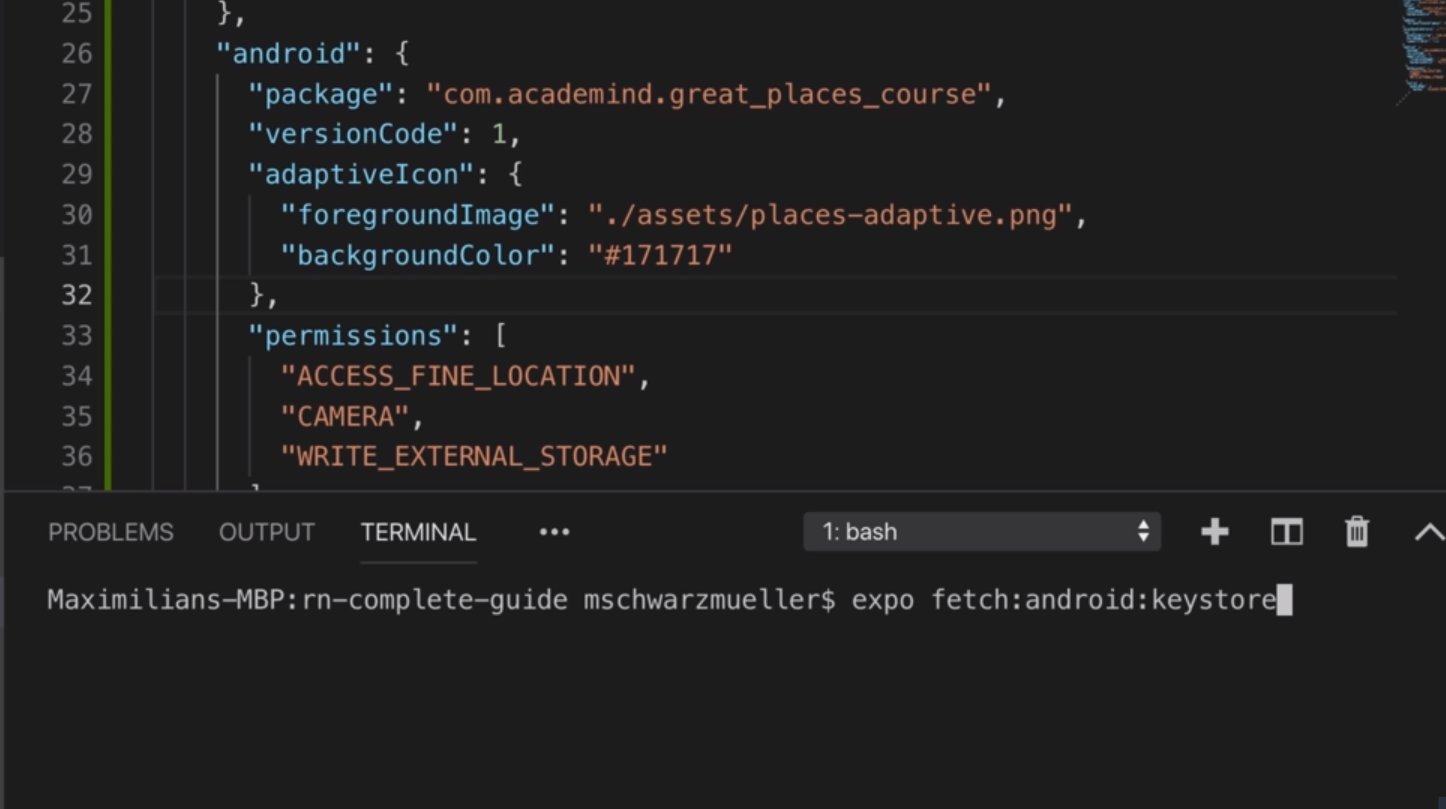 25 },
26 "android": {
27 "package": "com.academind.great_places_course",
28 "versionCode": 1,
29 "adaptiveIcon": {
30 "foregroundImage": "./assets/places-adaptive.png",
31 "backgroundColor": "#171717"
32 },
33 "permissions": [
34 "ACCESS_FINE_LOCATION",
35 "CAMERA",
36 "WRITE_EXTERNAL_STORAGE"
PROBLEMS OUTPUT TERMINAL ••• 1: bash
Maximilians-MBP:rn-complete-guide mschwarzmueller$ expo fetch:android:keystore